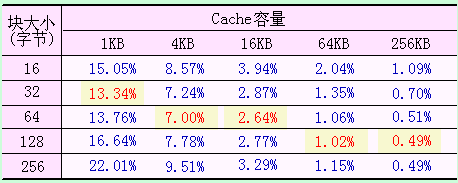 块大小
(字节)
Cache容量
1KB 4KB 16KB 64KB 256KB
16 15.05% 8.57% 3.94% 2.04% 1.09%
32 13.34% 7.24% 2.87% 1.35% 0.70%
64 13.76% 7.00% 2.64% 1.06% 0.51%
128 16.64% 7.78% 2.77% 1.02% 0.49%
256 22.01% 9.51% 3.29% 1.15% 0.49%